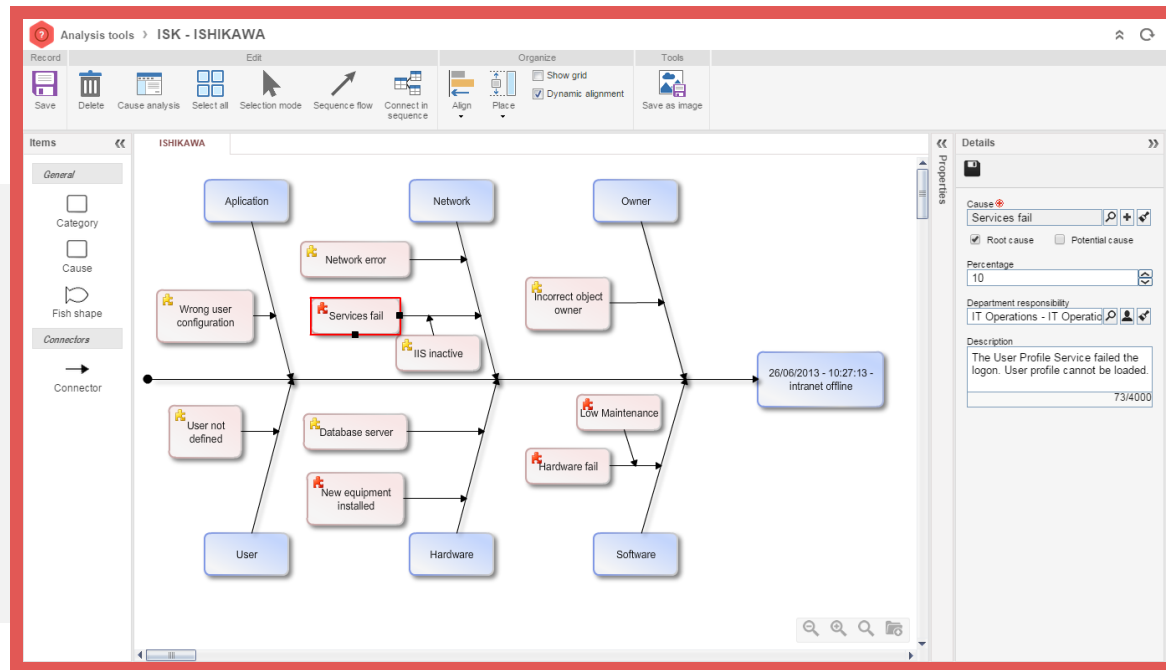 Analysis tools > ISK - ISHIKAWA
Record
Edit
Organize
Tools
Save
Delete
Cause analysis
Select all
Selection mode
Sequence flow
Connect in
sequence
Align
Place
Show grid
Dynamic alignment
Save as image
Items
General
Category
Cause
Fish shape
Connectors
Connector
ISHIKAWA
Aplication
Network
Owner
Network error
Wrong user
configuration
Services fail
IIS inactive
Incorrect object
owner
26/06/2013 - 10:27:13 -
intranet offline
User not
defined
Database server
New equipment
installed
Low Maintenance
Hardware fail
User
Hardware
Software
Properties
Details
Cause
Services fail
Root cause
Potential cause
Percentage
10
Department responsibility
IT Operations - IT Operatic
Description
The User Profile Service failed the
logon. User profile cannot be loaded.
73/4000